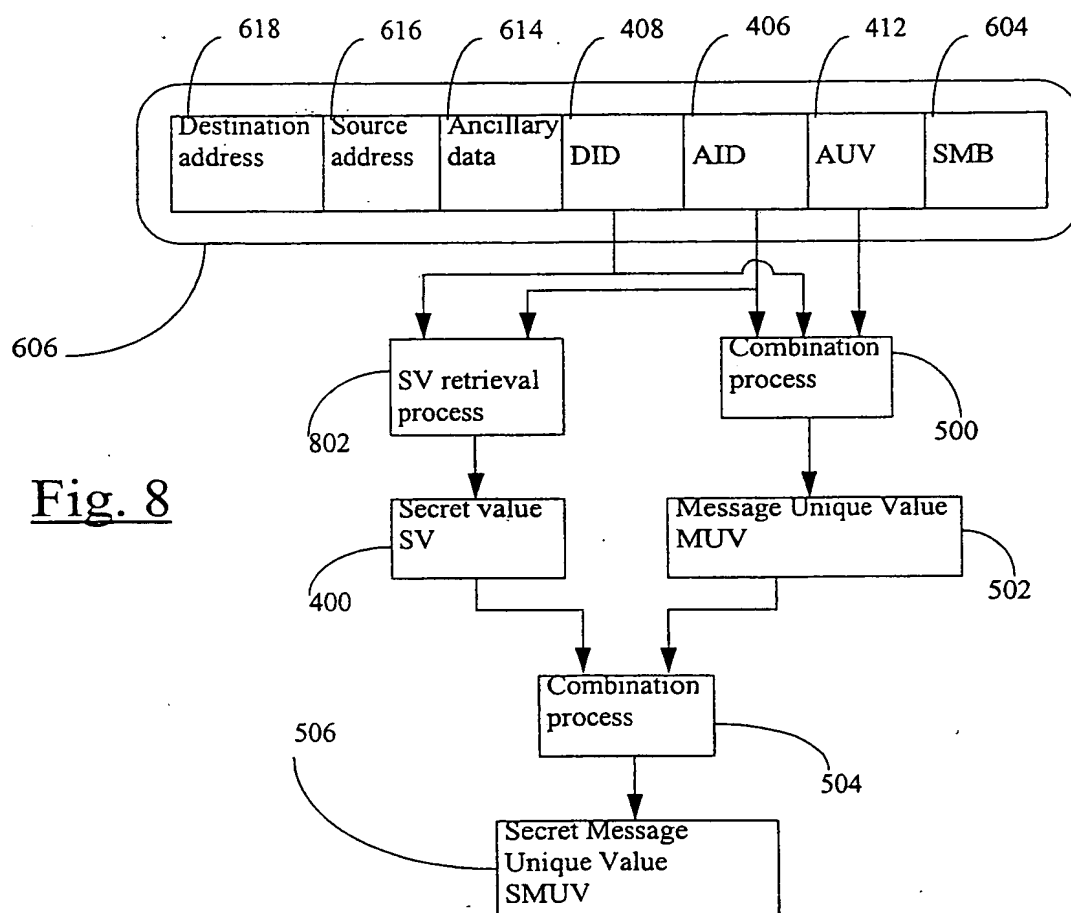 618 616 614 408 406 412 604
Destination address
Source address
Ancillary data
DID
AID
AUV
SMB
606
SV retrieval process
802
Combination process
500
Fig. 8
Secret value SV
400
Message Unique Value MUV
502
Combination process
504
506
Secret Message Unique Value SMUV